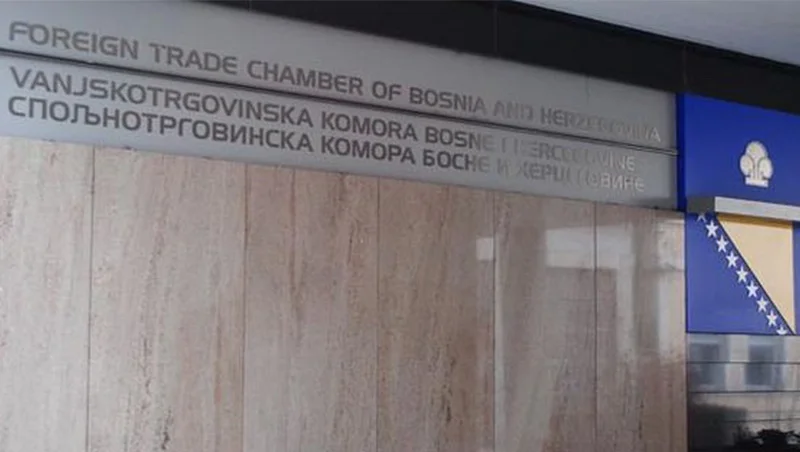 FOREIGN TRADE CHAMBER OF BOSNIA AND HERZEGOVINA
VANJSKOTRGOVINSKA KOMORA BOSNE I HERCEGOVINE
СПОЉНОТРГОВИНСКА КОМОРА БОСНЕ И ХЕРЦЕГОВИНЕ